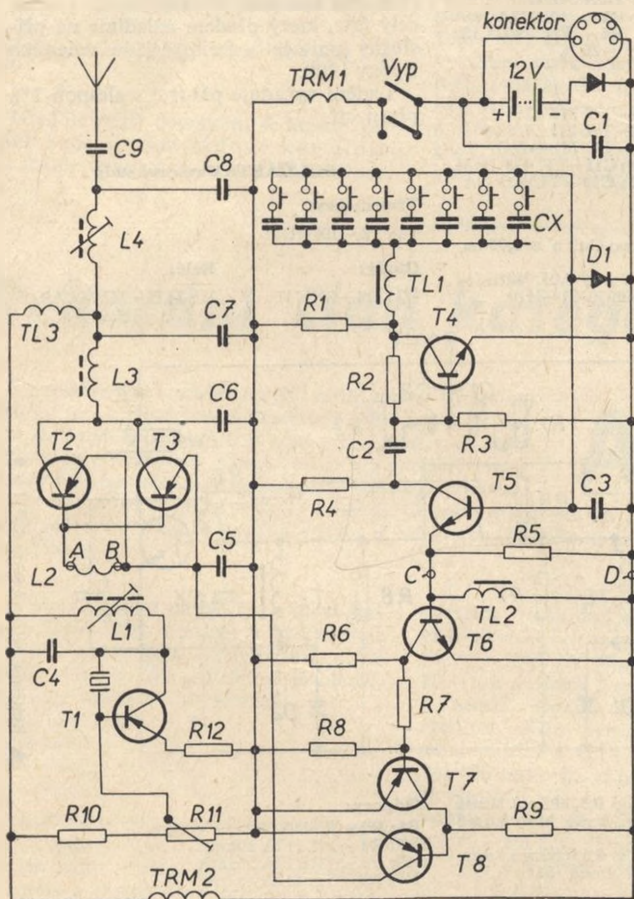 konektor
TRM1
Vyp
12V
+
-
C1
C9
C8
CX
L4
D1
TL1
TL3
C7
R1
T4
L3
R2
C6
R3
T2
T3
C2
R4
T5
C3
A
B
C5
R5
L2
C
D
TL2
L1
R6
T6
C4
R7
T1
R12
R8
T7
R10
R11
R9
T8
TRM2